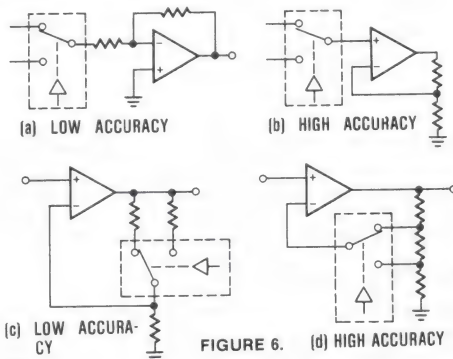 (a) LOW ACCURACY
(b) HIGH ACCURACY
(c) LOW ACCURA-
CY
FIGURE 6.
(d) HIGH ACCURACY